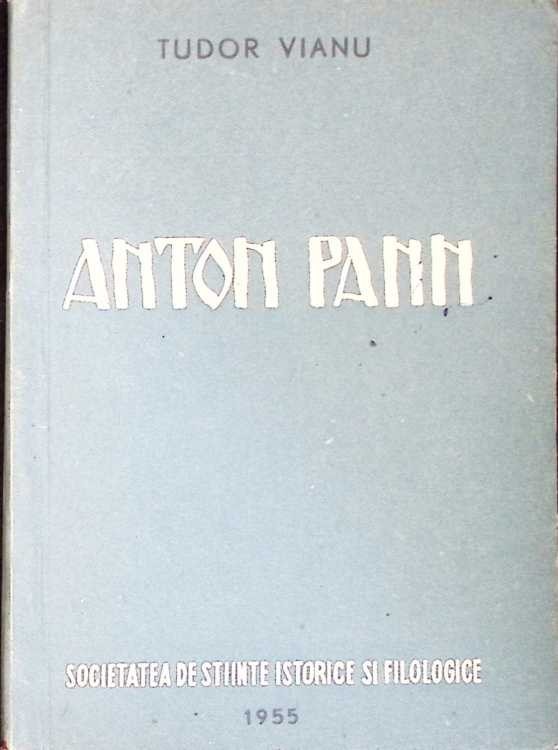 TUDOR VIANU
ANTON PANN
SOCIETATEA DE STIINTE ISTORICE SI FILOLOGICE
1955